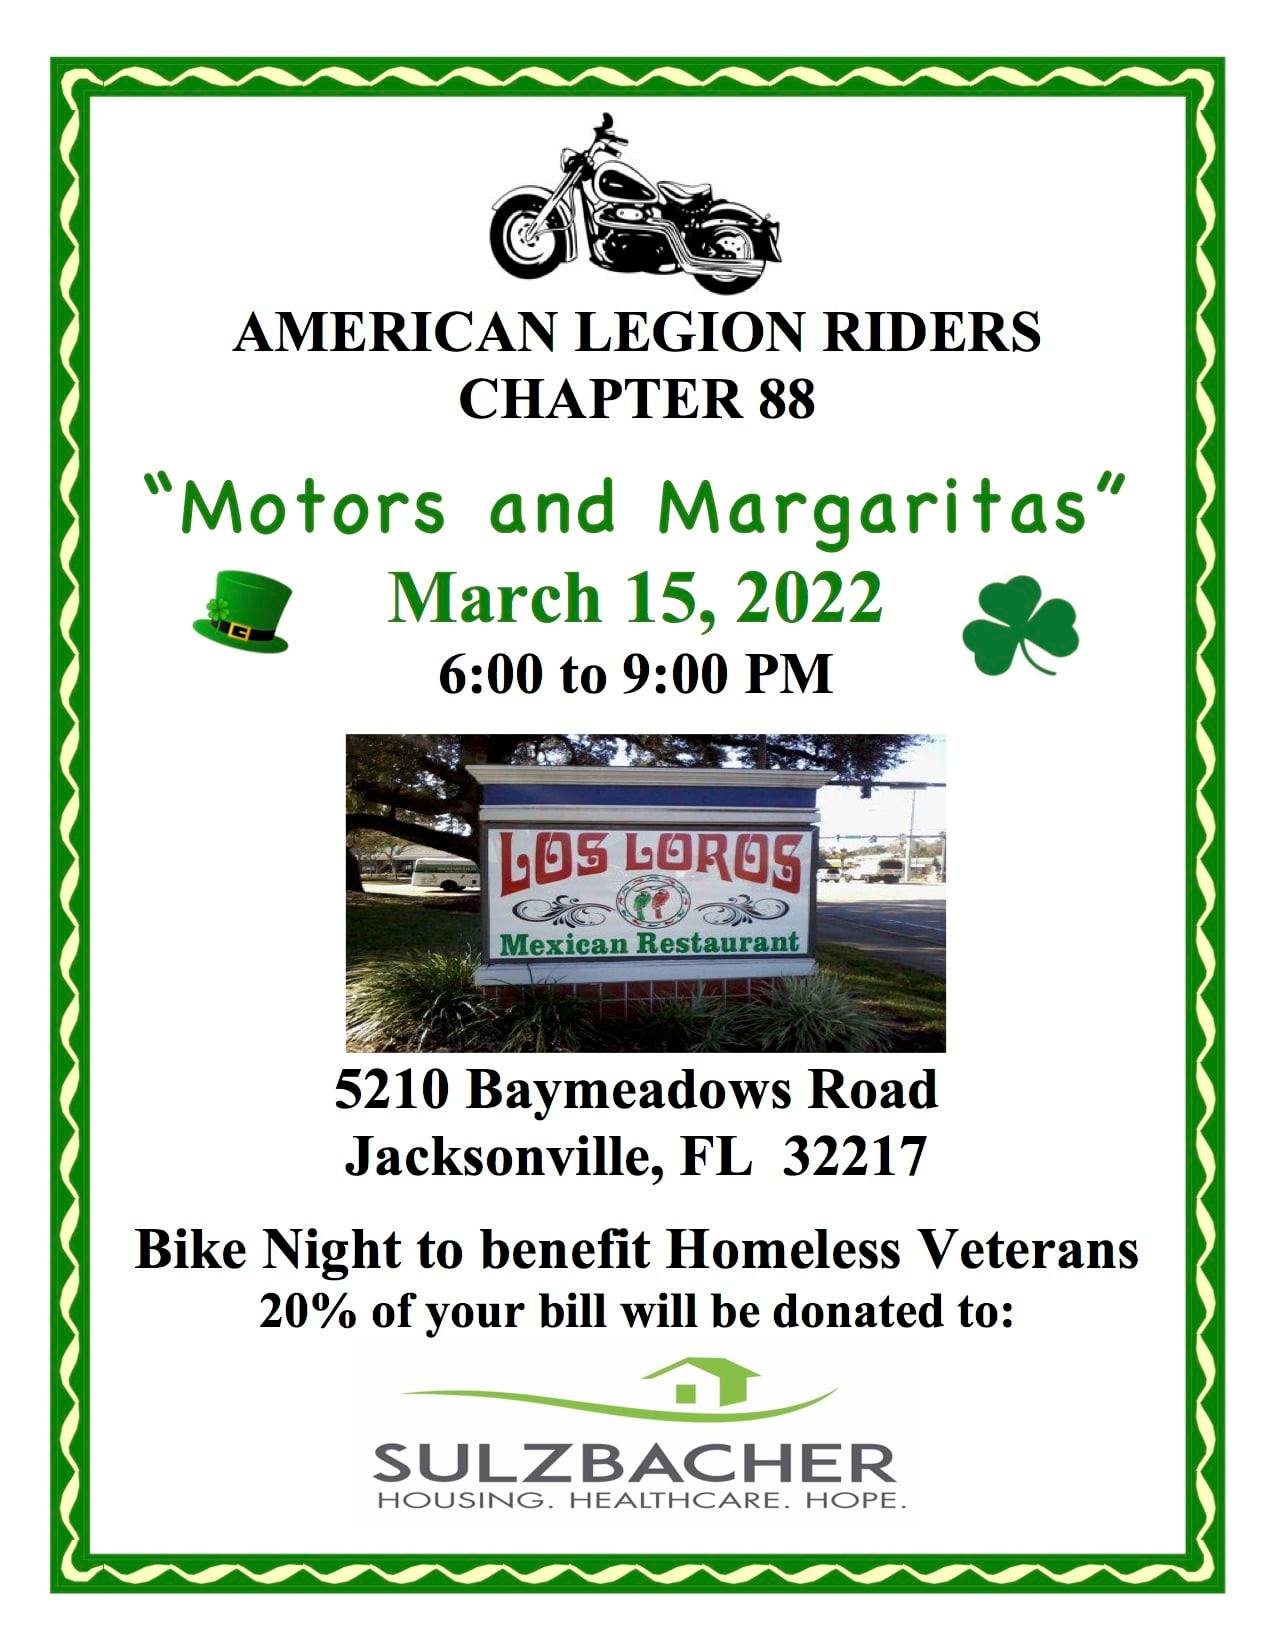 AMERICAN LEGION RIDERS
CHAPTER 88
“Motors and Margaritas”
March 15, 2022
6:00 to 9:00 PM
LOS LOROS
Mexican Restaurant
5210 Baymeadows Road
Jacksonville, FL 32217
Bike Night to benefit Homeless Veterans
20% of your bill will be donated to:
SULZBACHER
HOUSING. HEALTHCARE. HOPE.